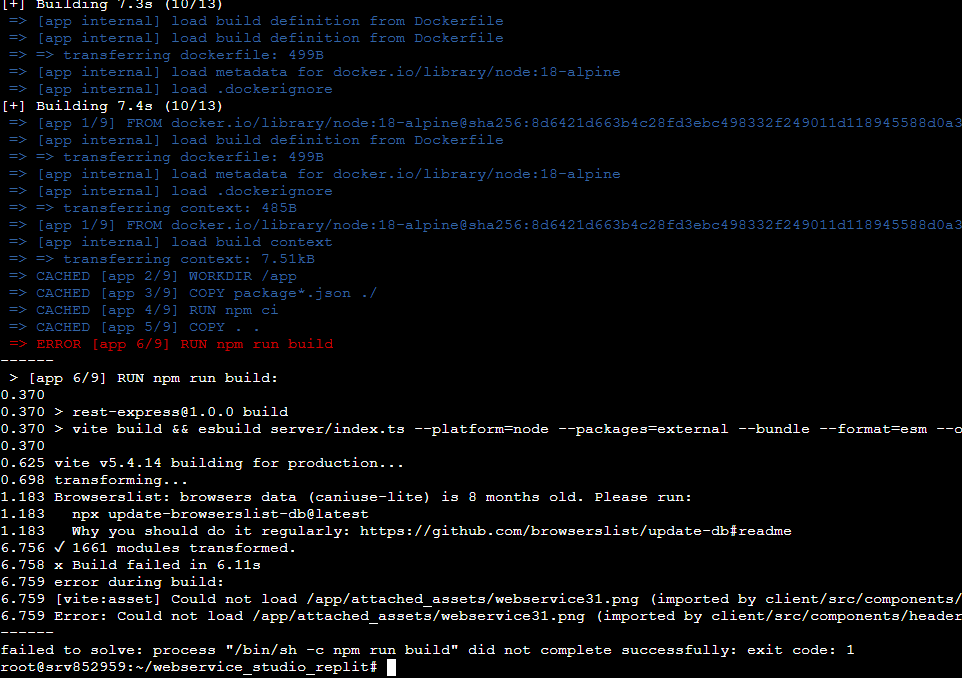 [+] Building 7.3s (10/13)
=> [app internal] load build definition from Dockerfile
=> [app internal] load build definition from Dockerfile
=> => transferring dockerfile: 499B
=> [app internal] load metadata for docker.io/library/node:18-alpine
=> [app internal] load .dockerignore
[+] Building 7.4s (10/13)
=> [app 1/9] FROM docker.io/library/node:18-alpine@sha256:8d6421d663b4c28fd3ebc498332f249011d118945588d0a3
=> [app internal] load build definition from Dockerfile
=> => transferring dockerfile: 499B
=> [app internal] load metadata for docker.io/library/node:18-alpine
=> [app internal] load .dockerignore
=> => transferring context: 485B
=> [app 1/9] FROM docker.io/library/node:18-alpine@sha256:8d6421d663b4c28fd3ebc498332f249011d118945588d0a3
=> [app internal] load build context
=> => transferring context: 7.51kB
=> CACHED [app 2/9] WORKDIR /app
=> CACHED [app 3/9] COPY package*.json ./
=> CACHED [app 4/9] RUN npm ci
=> CACHED [app 5/9] COPY . .
=> ERROR [app 6/9] RUN npm run build
------
> [app 6/9] RUN npm run build:
0.370
0.370 > rest-express@1.0.0 build
0.370 > vite build && esbuild server/index.ts --platform=node --packages=external --bundle --format=esm --o
0.370
0.625 vite v5.4.14 building for production...
0.698 transforming...
1.183 Browserslist: browsers data (caniuse-lite) is 8 months old. Please run:
1.183   npx update-browserslist-db@latest
1.183   Why you should do it regularly: https://github.com/browserslist/update-db#readme
6.756 ✓ 1661 modules transformed.
6.758 x Build failed in 6.11s
6.759 error during build:
6.759 [vite:asset] Could not load /app/attached_assets/webservice31.png (imported by client/src/components/
6.759 Error: Could not load /app/attached_assets/webservice31.png (imported by client/src/components/header
------
failed to solve: process "/bin/sh -c npm run build" did not complete successfully: exit code: 1
root@srv852959:~/webservice_studio_replit#